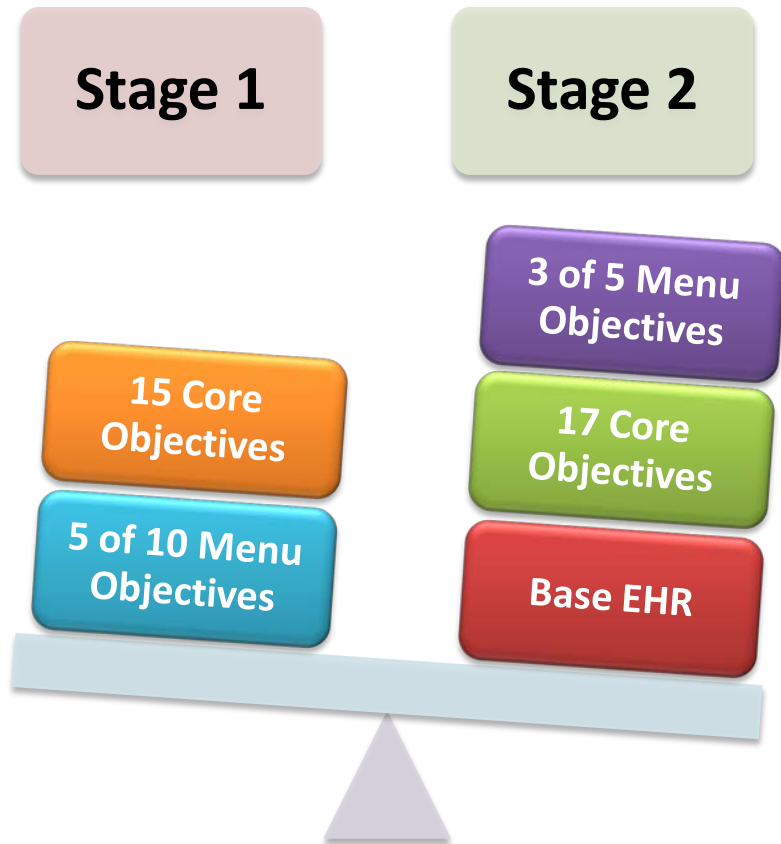 Stage 1
Stage 2
15 Core
Objectives
5 of 10 Menu
Objectives
3 of 5 Menu
Objectives
17 Core
Objectives
Base EHR